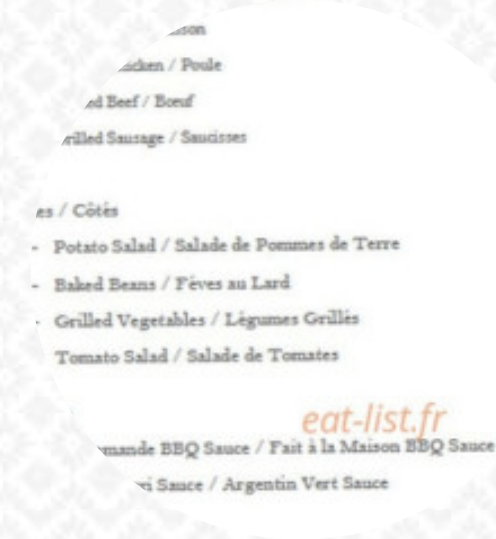 / Poule
Beef / Bœuf
Sausage / Saucisses
/ Côtés
- Potato Salad / Salade de Pommes de Terre
- Baked Beans / Fèves au Lard
- Grilled Vegetables / Légumes Grillés
Tomato Salad / Salade de Tomates
eat-list.fr
BBQ Sauce / Fait à la Maison BBQ Sauce
Sauce / Argentin Vert Sauce